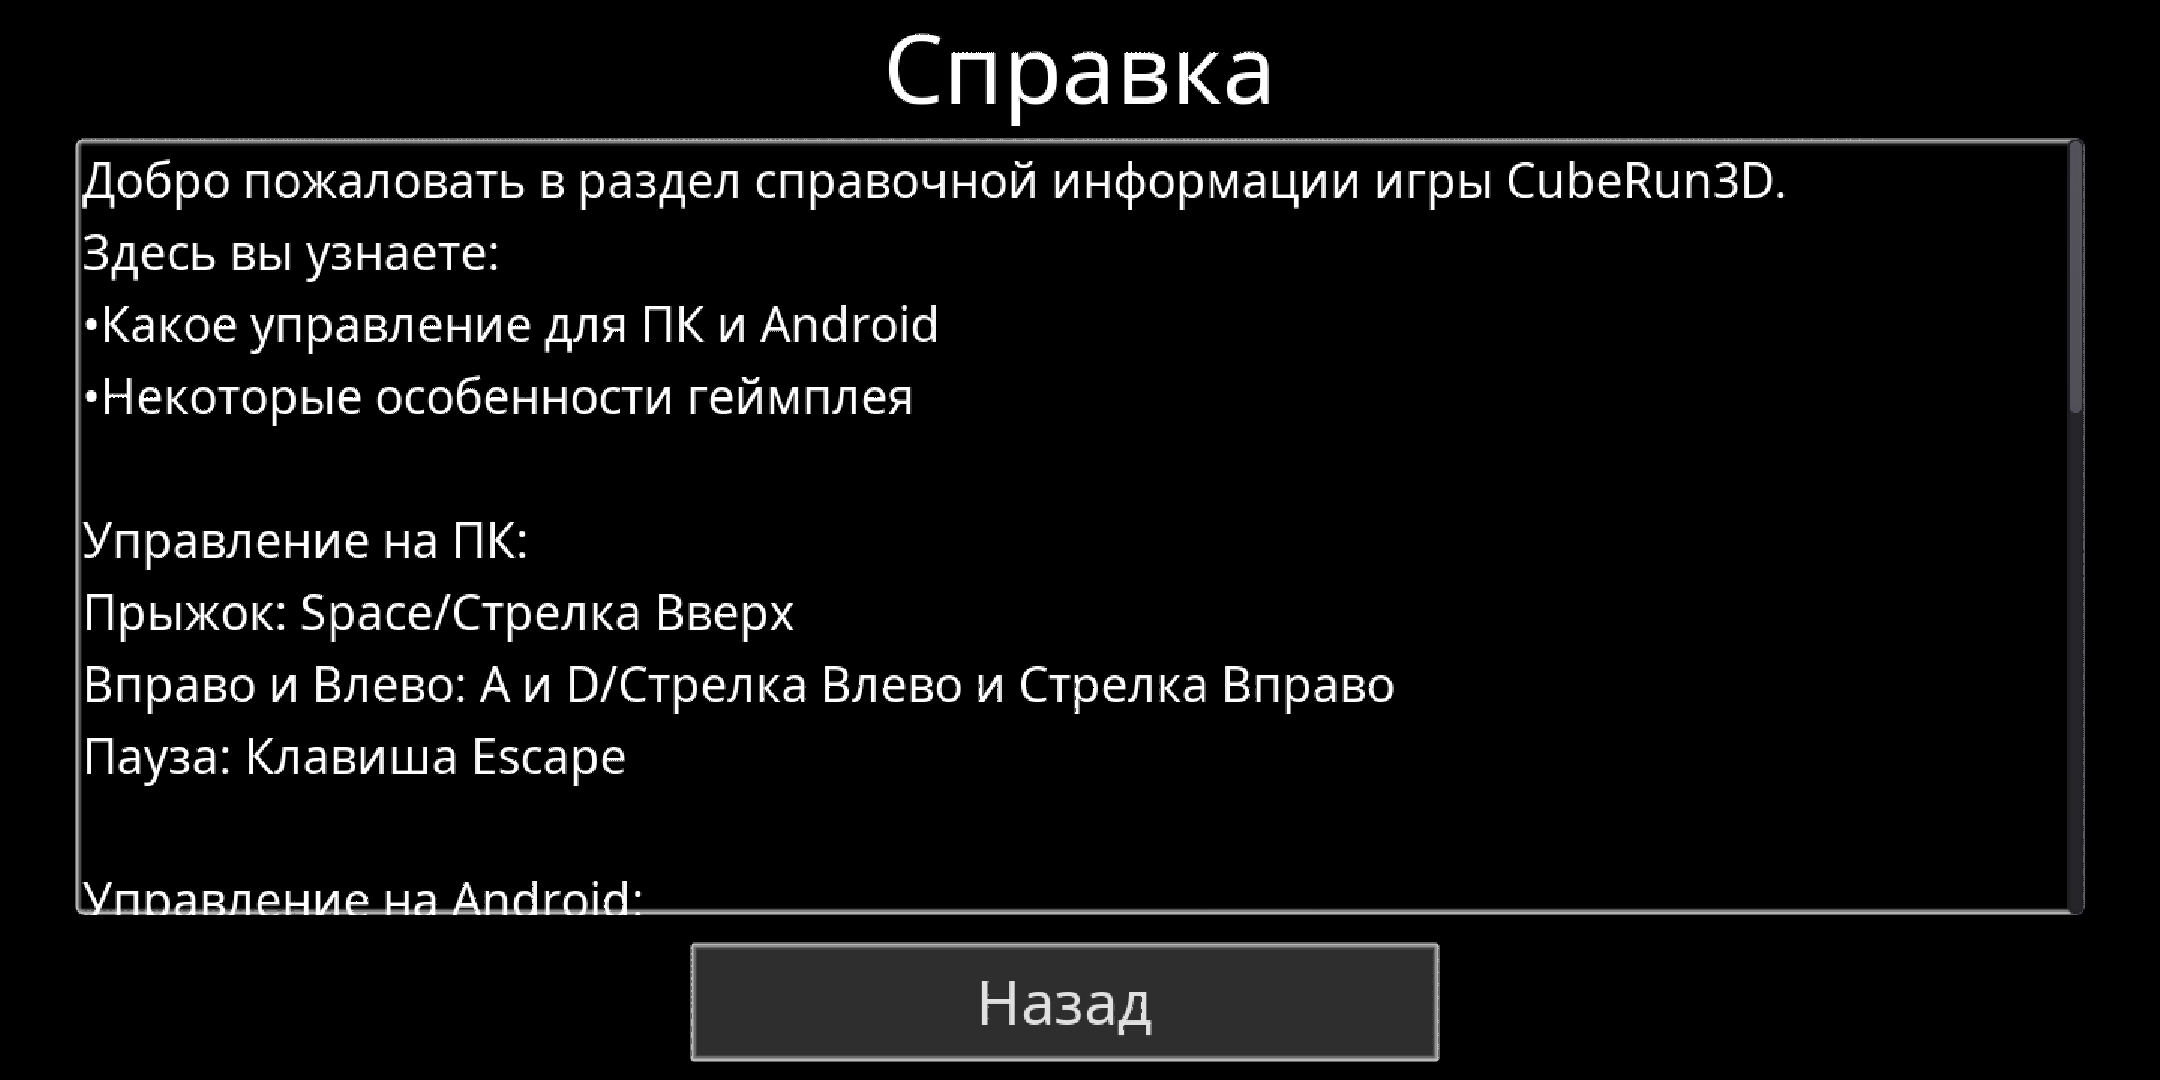 Справка
Добро пожаловать в раздел справочной информации игры CubeRun3D.
Здесь вы узнаете:
•Какое управление для ПК и Android
•Некоторые особенности геймплея
Управление на ПК:
Прыжок: Space/Стрелка Вверх
Вправо и Влево: A и D/Стрелка Влево и Стрелка Вправо
Пауза: Клавиша Escape
Управление на Android:
Назад